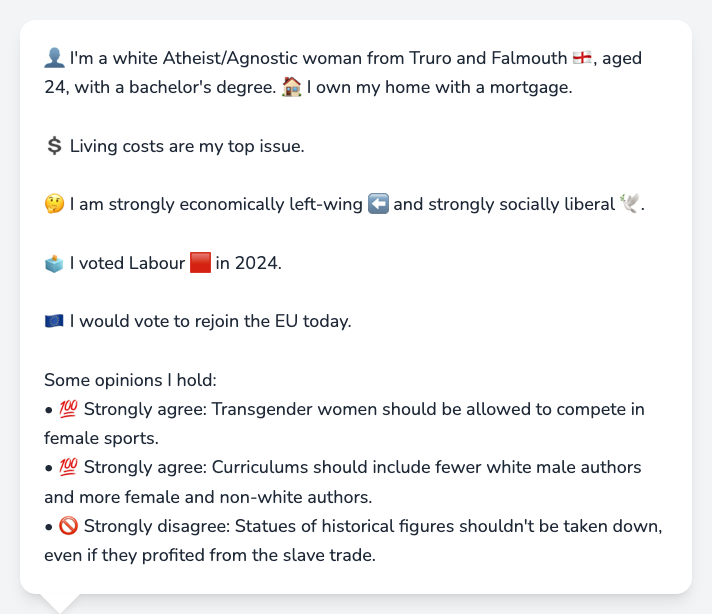 👤 I'm a white Atheist/Agnostic woman from Truro and Falmouth 🏴󠁧󠁢󠁥󠁮󠁧󠁿, aged
24, with a bachelor's degree. 🏠 I own my home with a mortgage.
💲 Living costs are my top issue.
🤔 I am strongly economically left-wing ⬅️ and strongly socially liberal 🕊️.
🗳️ I voted Labour 🟥 in 2024.
🇪🇺 I would vote to rejoin the EU today.
Some opinions I hold:
• 💯 Strongly agree: Transgender women should be allowed to compete in
female sports.
• 💯 Strongly agree: Curriculums should include fewer white male authors
and more female and non-white authors.
• 🚫 Strongly disagree: Statues of historical figures shouldn't be taken down,
even if they profited from the slave trade.